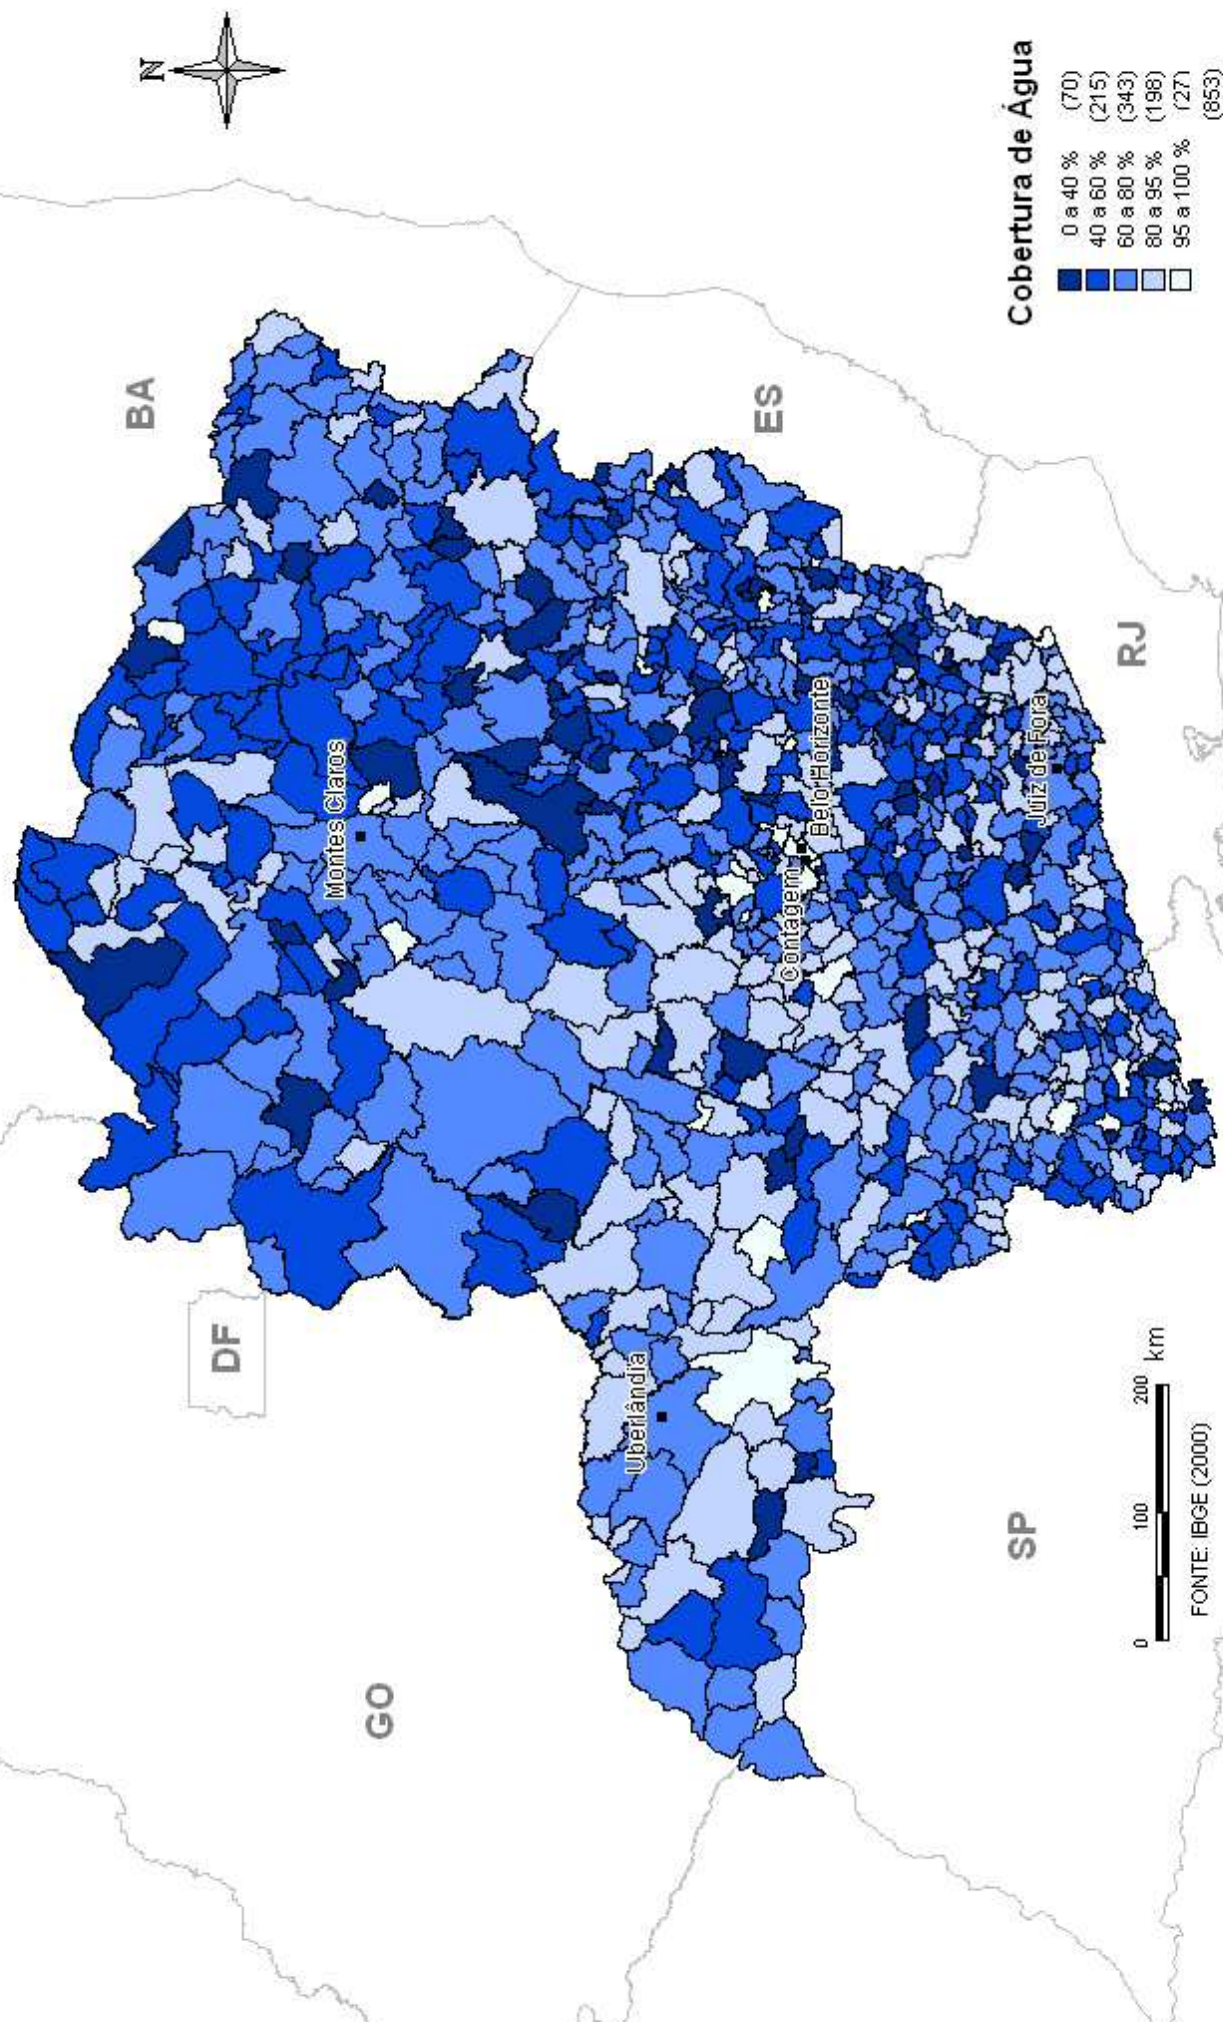 N
BA
DF
GO
Montes Claros
ES
Uberlândia
Contagem
Belo Horizonte
Juiz de Fora
SP
RJ
Cobertura de Água
0 a 40 % (70)
40 a 60 % (215)
60 a 80 % (343)
80 a 95 % (198)
95 a 100 % (27)
(853)
0 100 200 km
FONTE: IBGE (2000)